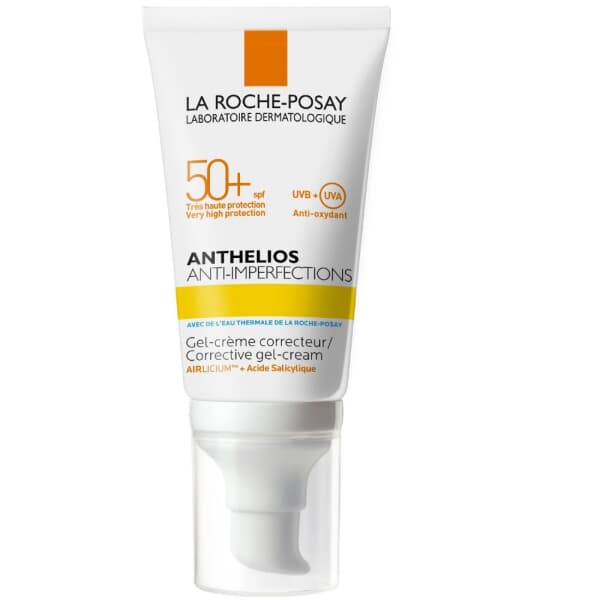 LA ROCHE-POSAY
LABORATOIRE DERMATOLOGIQUE
50+ spf
Très haute protection
Very high protection
UVB + UVA
Anti-oxydant
ANTHELIOS
ANTI-IMPERFECTIONS
AVEC DE L'EAU THERMALE DE LA ROCHE-POSAY
Gel-crème correcteur/
Corrective gel-cream
AIRLICIUM™ + Acide Salicylique